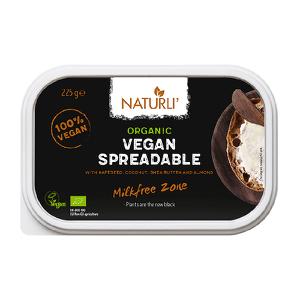 225 g e
NATURLI'
100%
VEGAN
ORGANIC
VEGAN
SPREADABLE
WITH RAPESEED, COCONUT, SHEA BUTTER AND ALMOND
Milkfree Zone
- Plants are the new black
Vegan